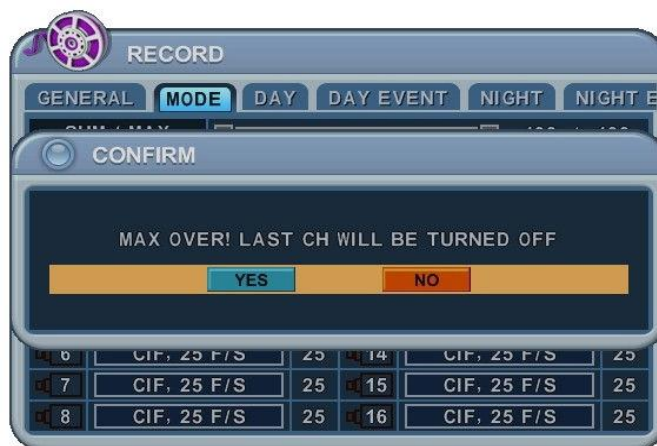 RECORD
GENERAL MODE DAY DAY EVENT NIGHT NIGHT E
CONFIRM
MAX OVER! LAST CH WILL BE TURNED OFF
YES NO
6 CIF, 25 F/S 25 14 CIF, 25 F/S 25
7 CIF, 25 F/S 25 15 CIF, 25 F/S 25
8 CIF, 25 F/S 25 16 CIF, 25 F/S 25